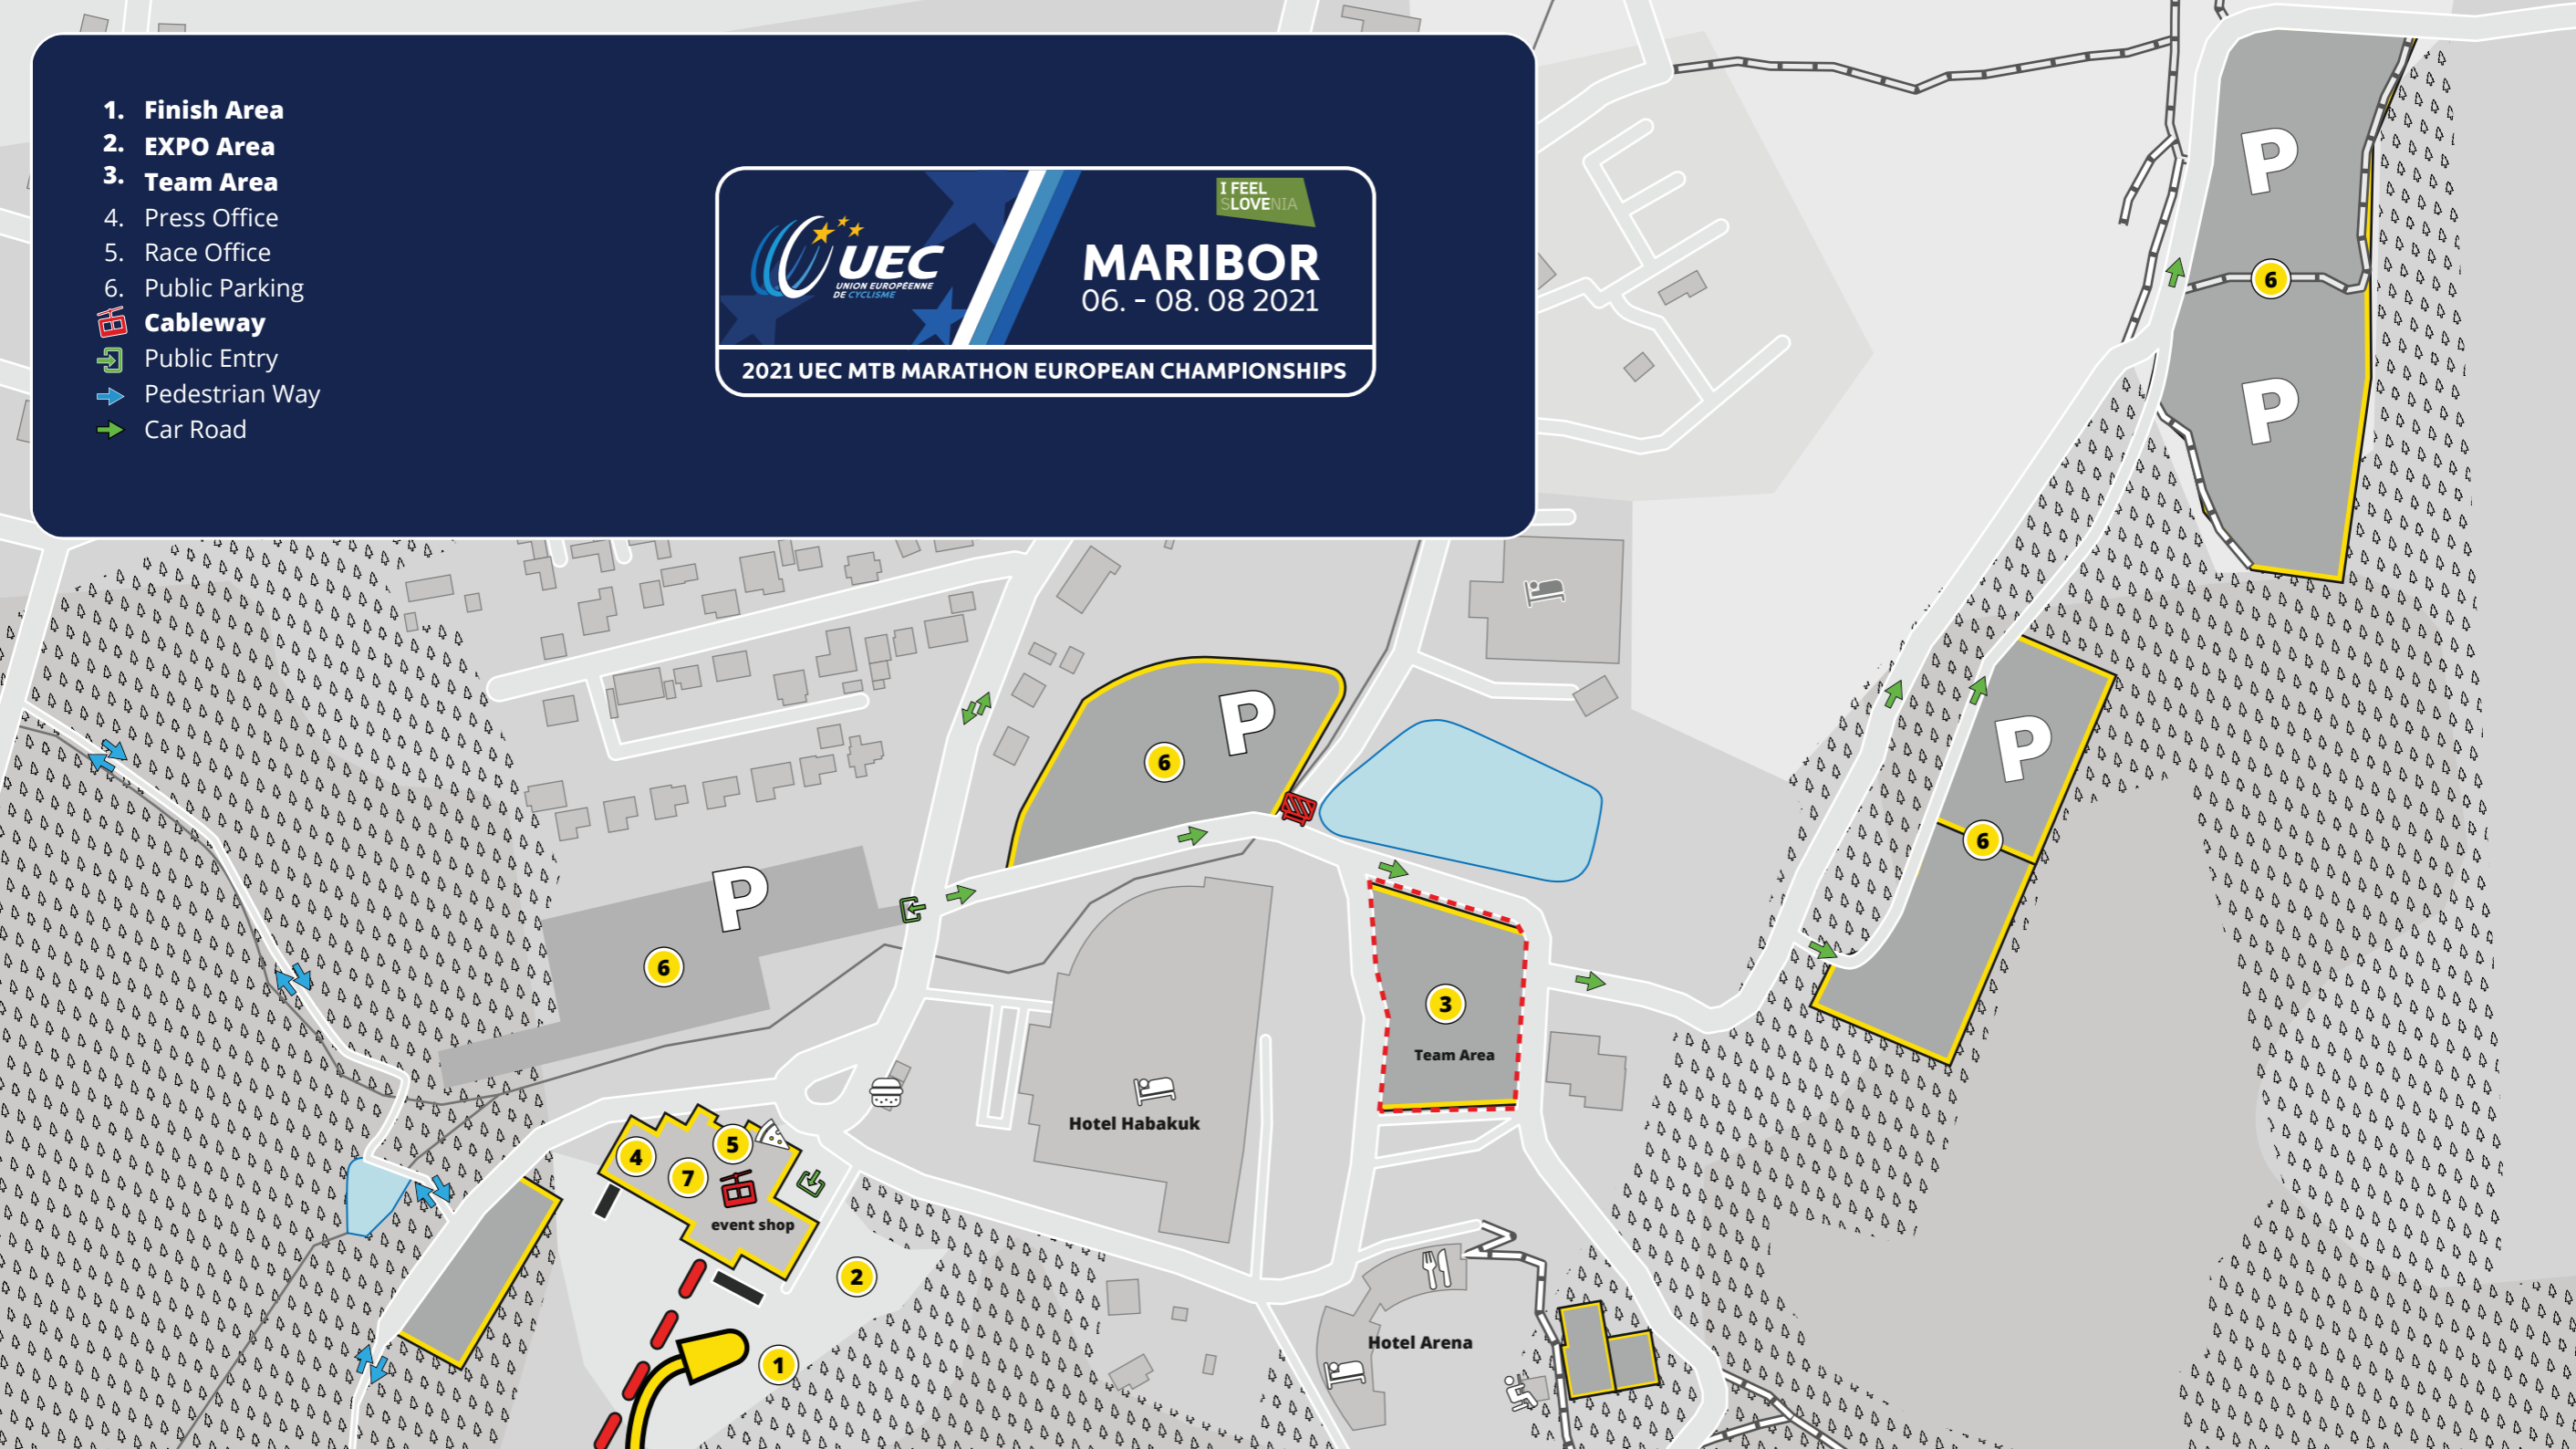 1. Finish Area
2. EXPO Area
3. Team Area
4. Press Office
5. Race Office
6. Public Parking
Cableway
Public Entry
Pedestrian Way
Car Road
I FEEL
SLOVENIA
UEC
UNION EUROPÉENNE
DE CYCLISME
MARIBOR
06. - 08. 08 2021
2021 UEC MTB MARATHON EUROPEAN CHAMPIONSHIPS
P
6
P
P
6
P
6
P
6
3
Team Area
Hotel Habakuk
4
5
7
event shop
2
1
Hotel Arena